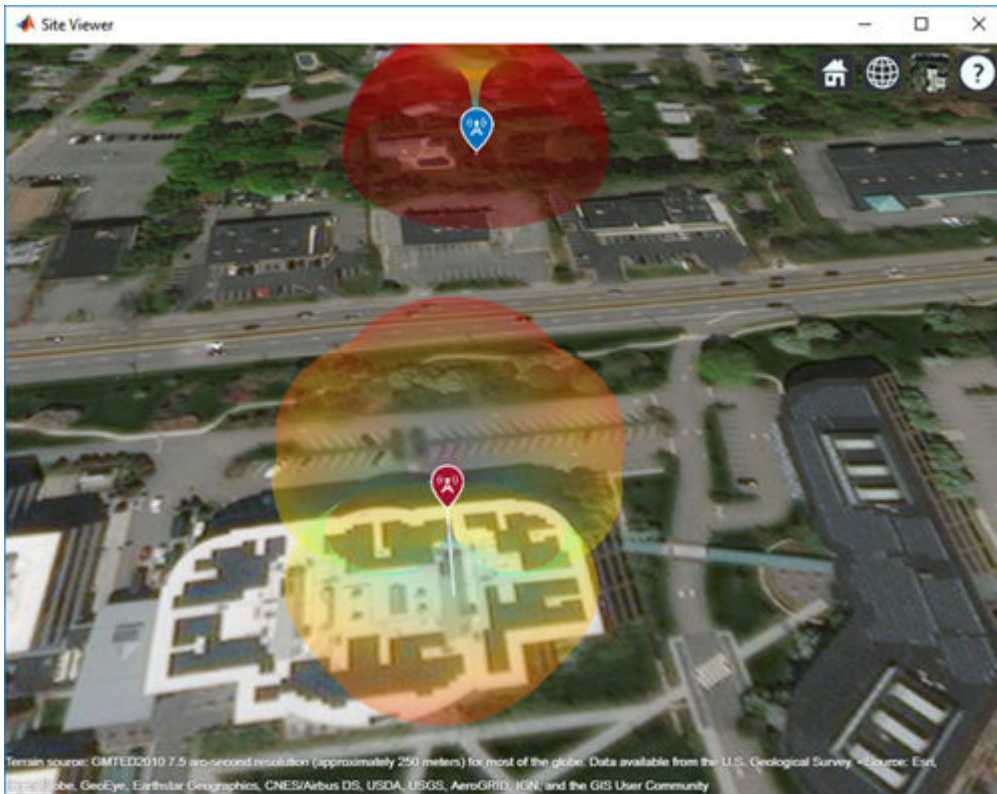 Site Viewer
?
Terrain source: GMTED2010 7.5 arc-second resolution (approximately 250 meters) for most of the globe. Data available from the U.S. Geological Survey. • Source: Esri,
GeoEye, Earthstar Geographics, CNES/Airbus DS, USDA, USGS, AeroGRID, IGN, and the GIS User Community